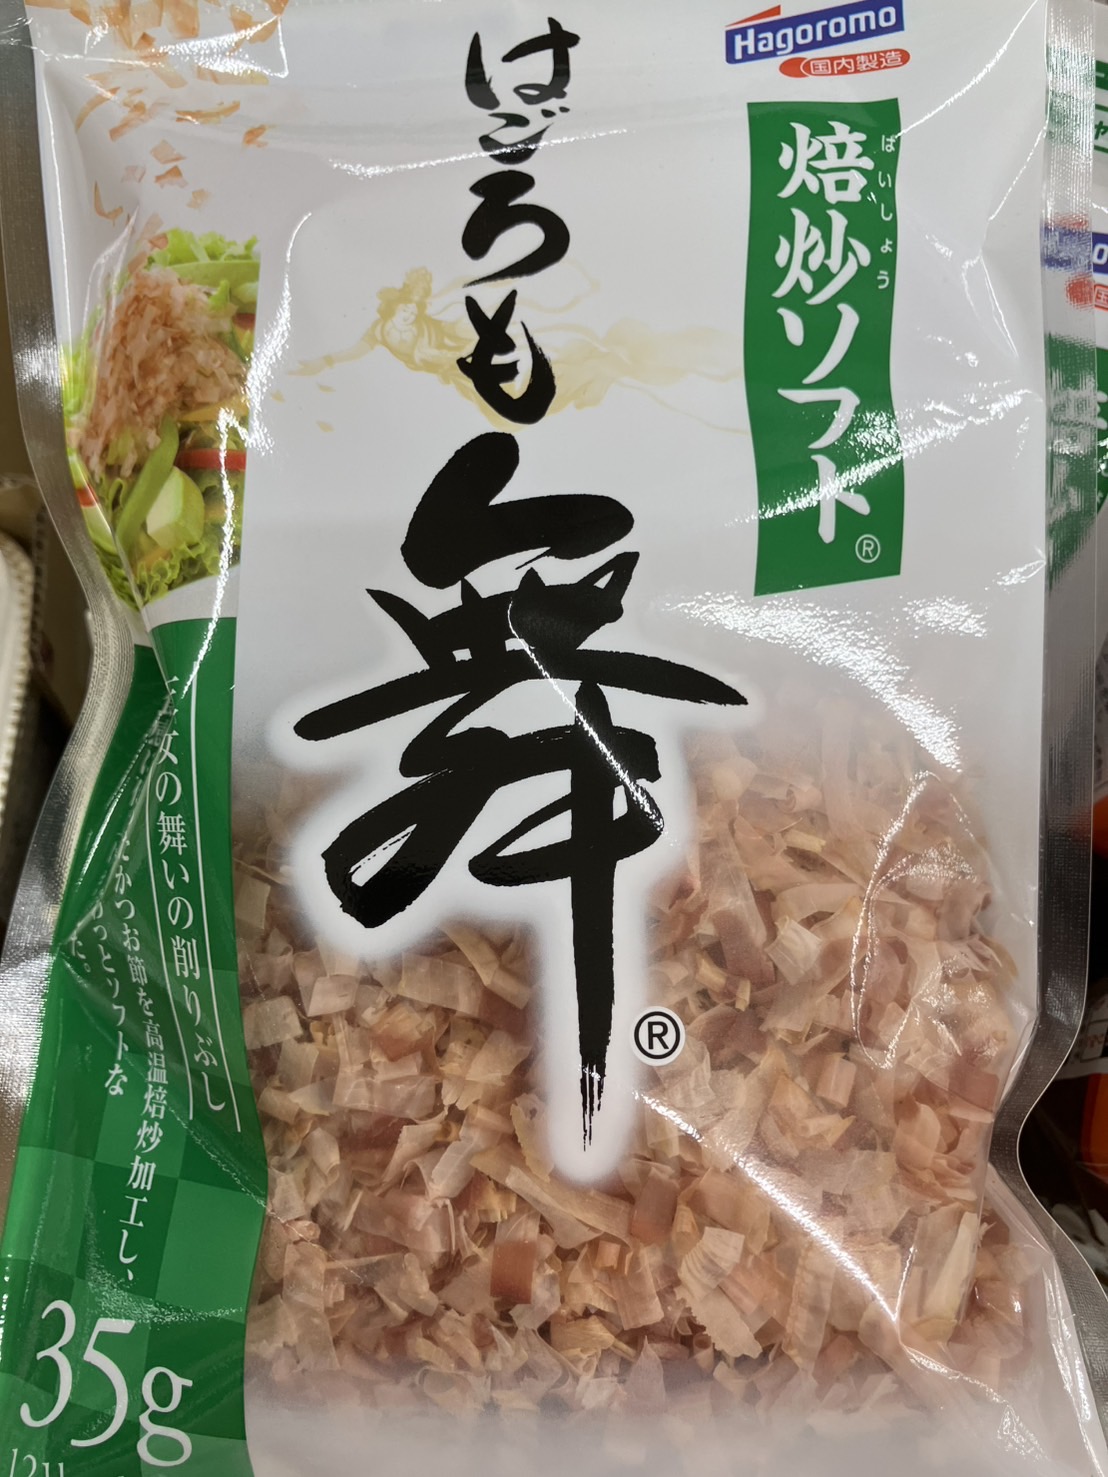 Hagoromo
国内製造
はごろも
舞®
焙炒ソフト®
ばいしょう
女の舞いの削りぶし
かつお節を高温焙炒加工し、
っとソフトな
た。
35g